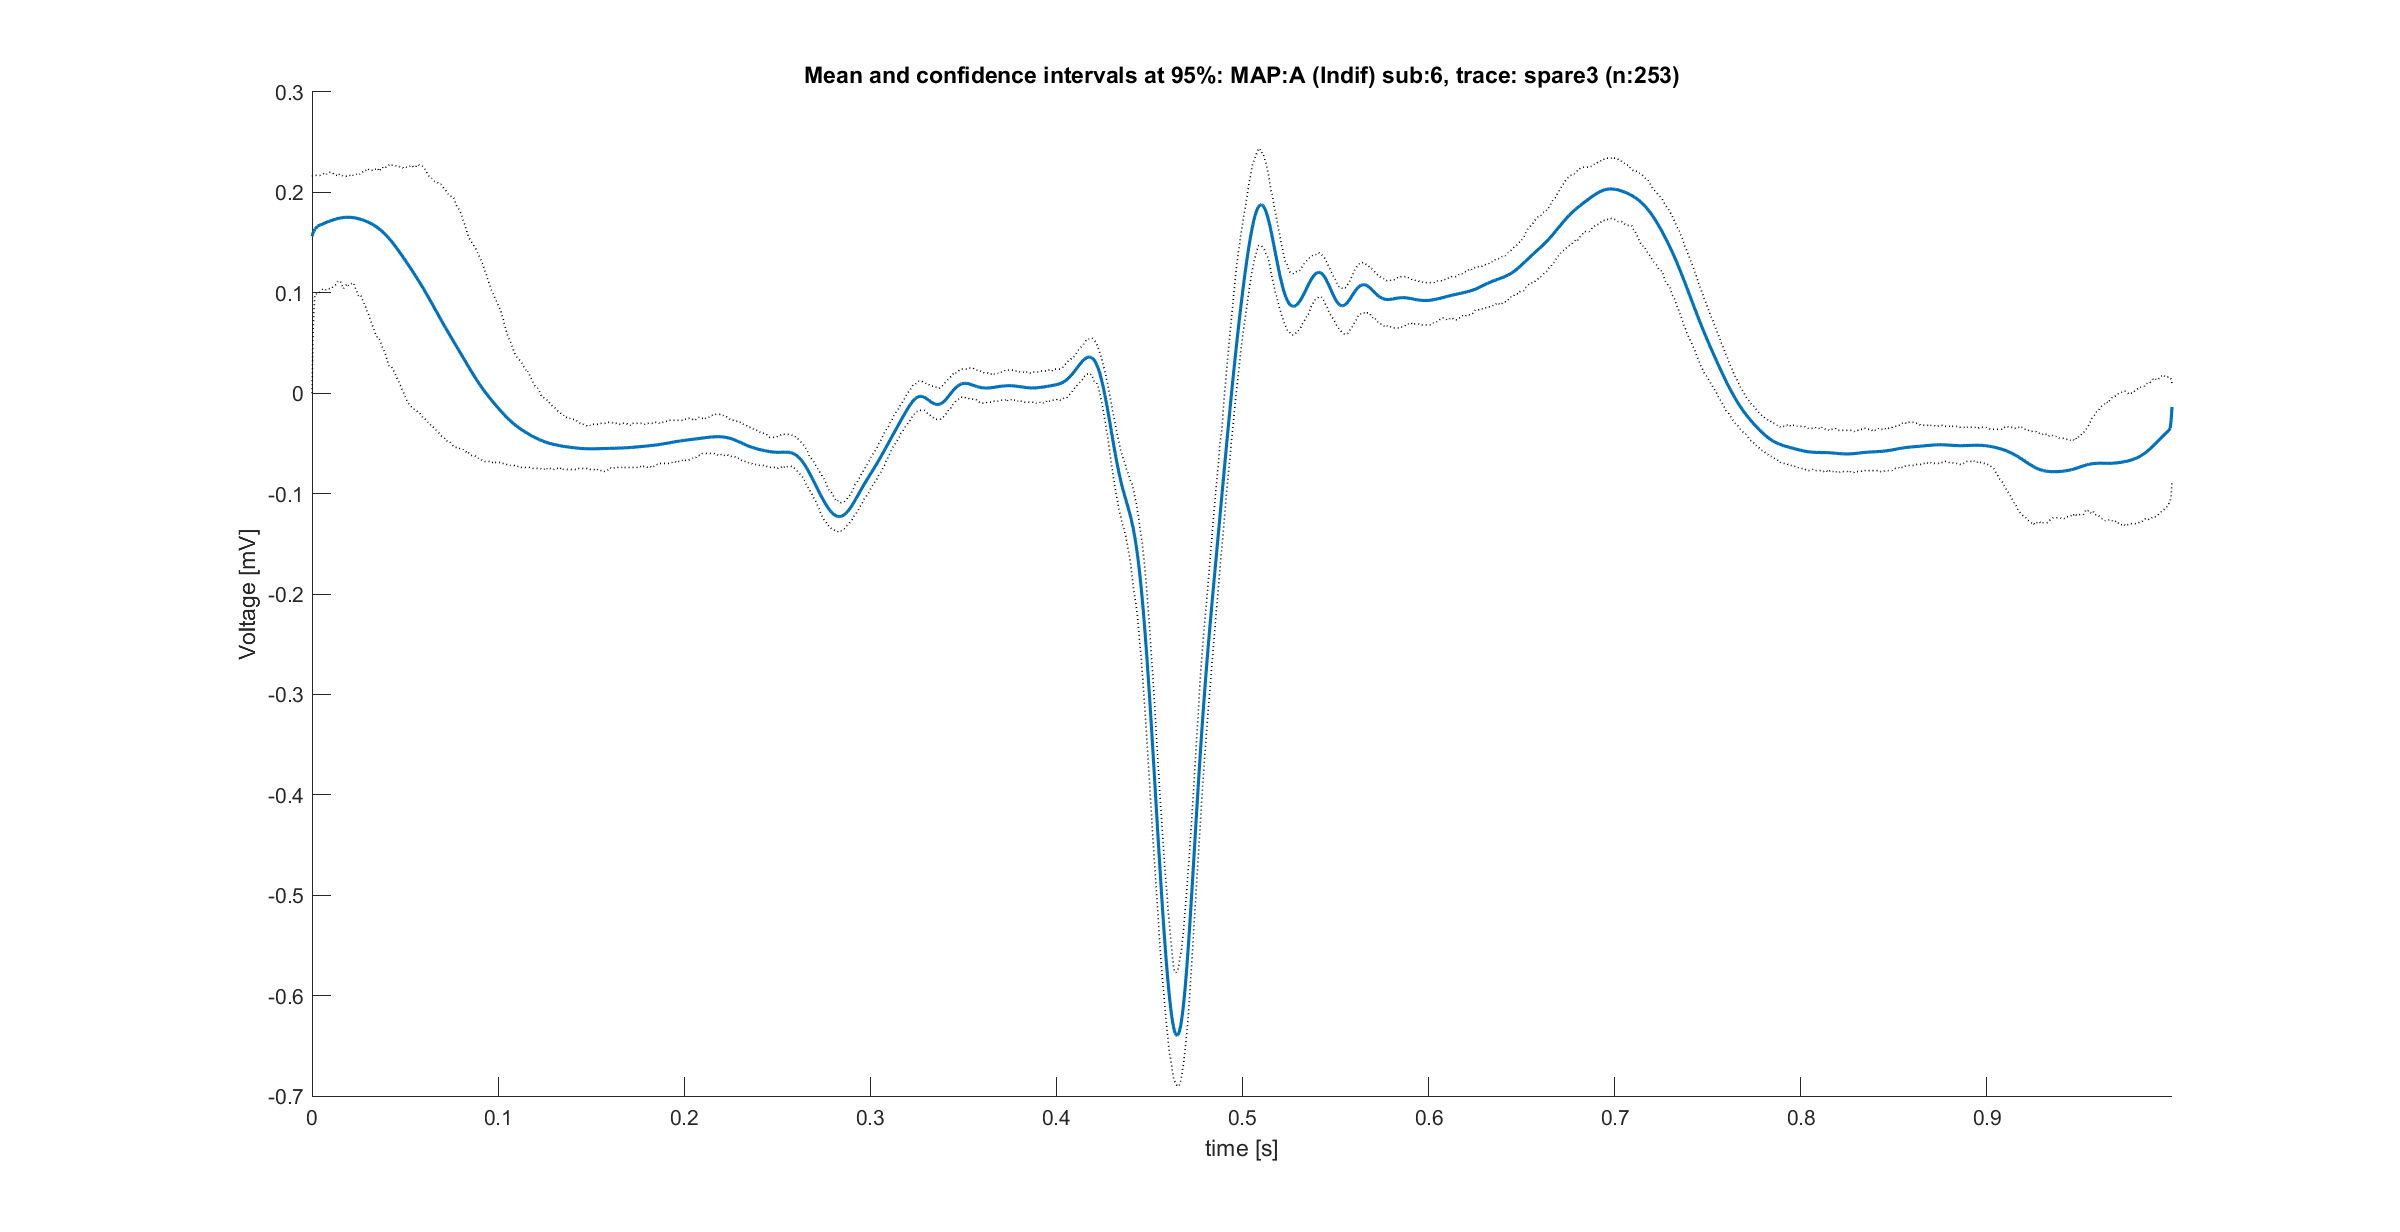 Mean and confidence intervals at 95%: MAP:A (Indif) sub:6, trace: spare3 (n:253)
0.3
0.2
0.1
0
-0.1
-0.2
-0.3
-0.4
-0.5
-0.6
-0.7
Voltage [mV]
0 0.1 0.2 0.3 0.4 0.5 0.6 0.7 0.8 0.9
time [s]